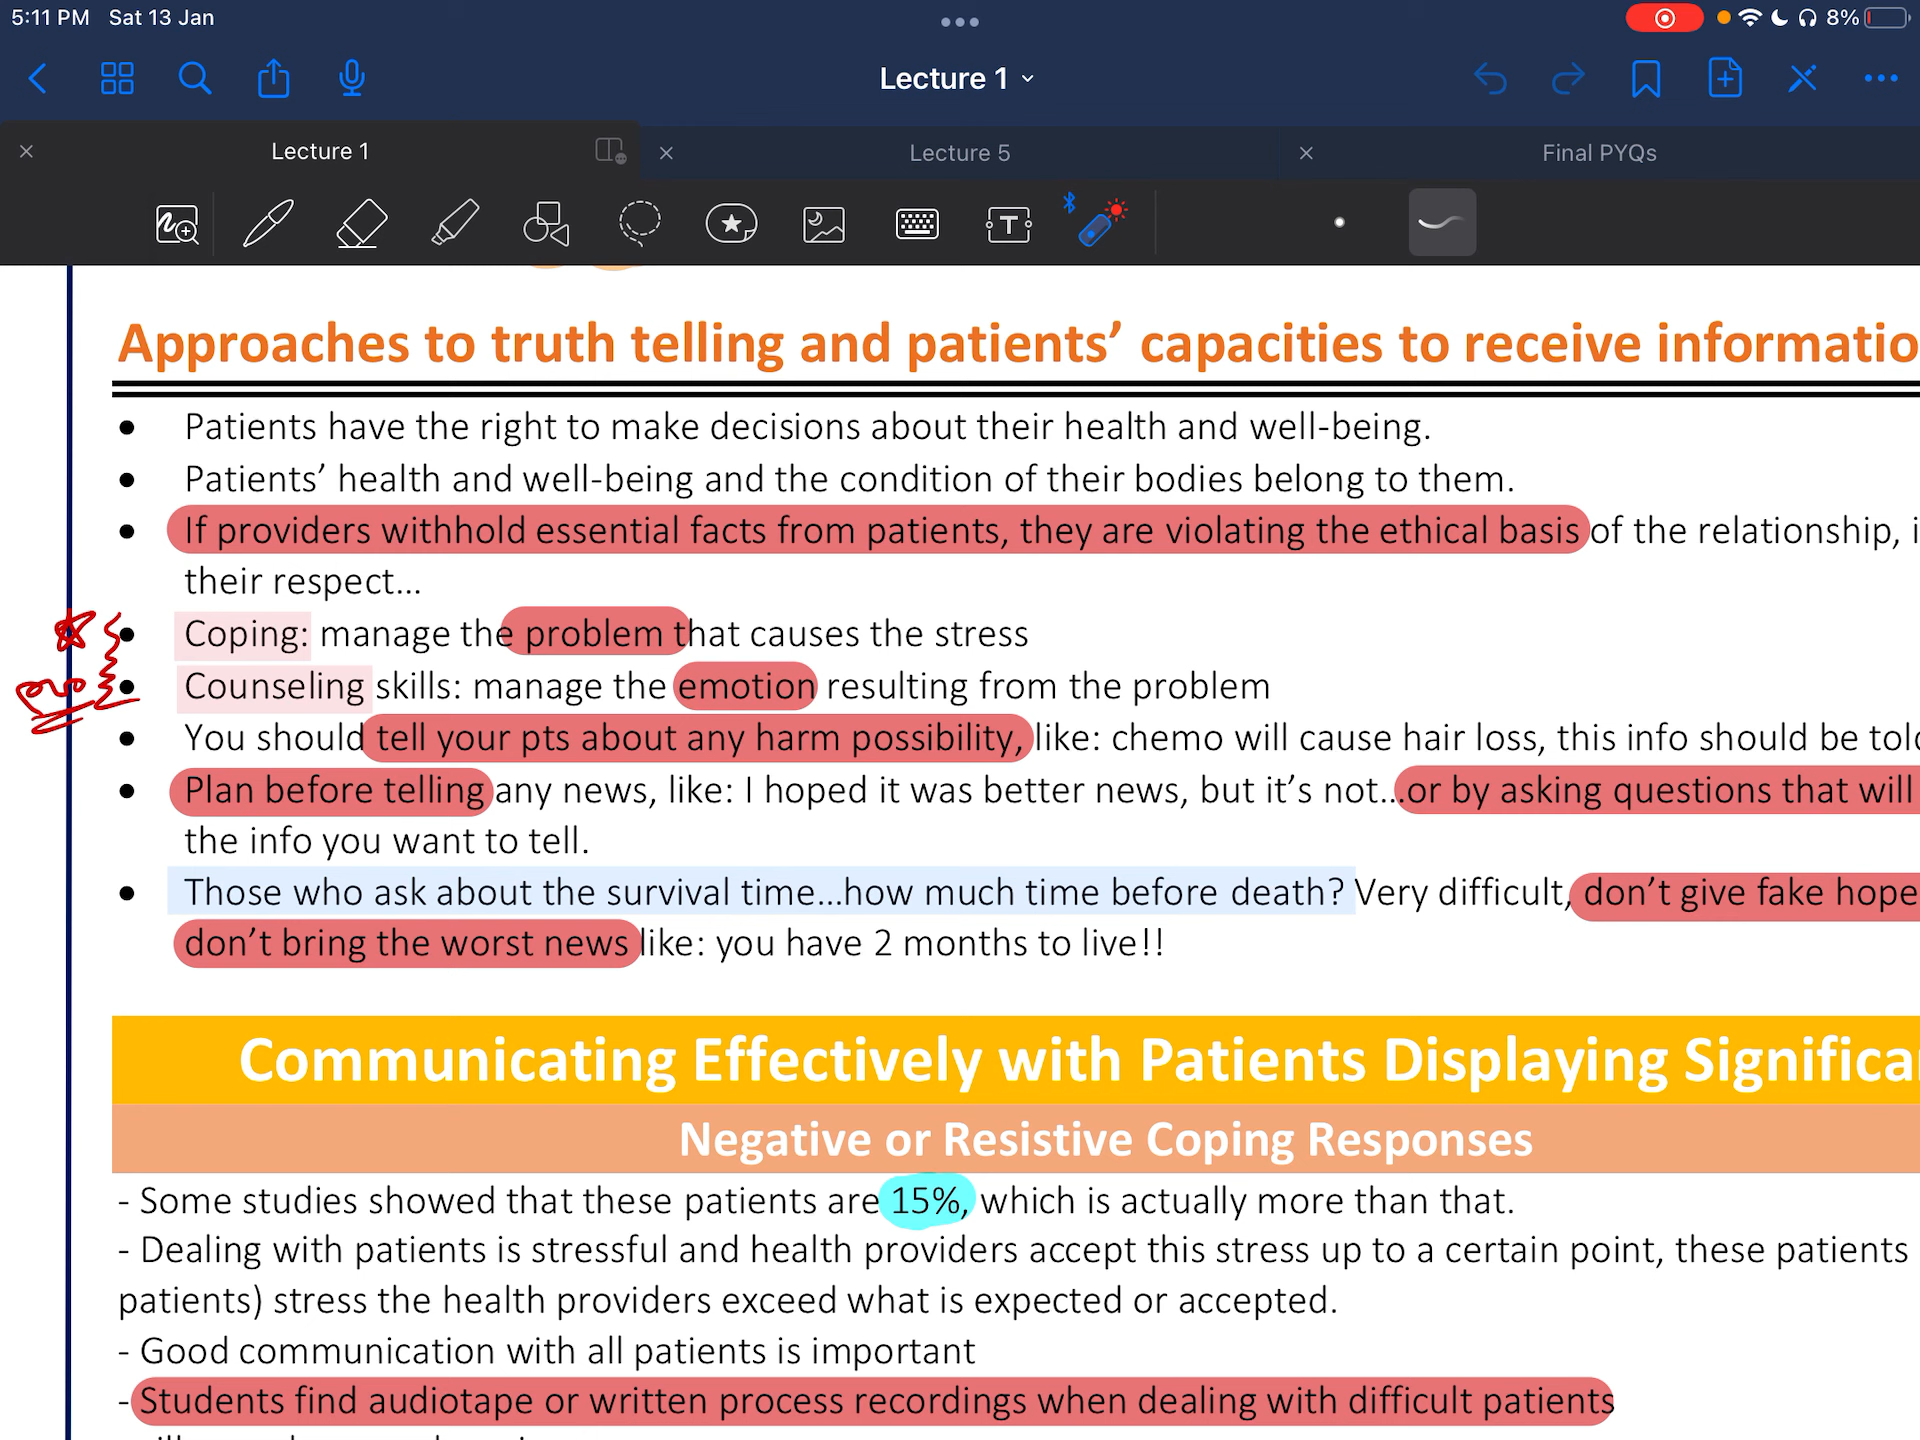 5:11 PM Sat 13 Jan
8%
Lecture 1
Lecture 1
Lecture 5
Final PYQs
Approaches to truth telling and patients’ capacities to receive informatio
• Patients have the right to make decisions about their health and well-being.
• Patients’ health and well-being and the condition of their bodies belong to them.
• If providers withhold essential facts from patients, they are violating the ethical basis of the relationship, i
their respect…
• Coping: manage the problem that causes the stress
• Counseling skills: manage the emotion resulting from the problem
• You should tell your pts about any harm possibility, like: chemo will cause hair loss, this info should be tol
• Plan before telling any news, like: I hoped it was better news, but it’s not…or by asking questions that will
the info you want to tell.
• Those who ask about the survival time…how much time before death? Very difficult, don’t give fake hope
don’t bring the worst news like: you have 2 months to live!!
Communicating Effectively with Patients Displaying Significa
Negative or Resistive Coping Responses
- Some studies showed that these patients are 15%, which is actually more than that.
- Dealing with patients is stressful and health providers accept this stress up to a certain point, these patients
patients) stress the health providers exceed what is expected or accepted.
- Good communication with all patients is important
- Students find audiotape or written process recordings when dealing with difficult patients